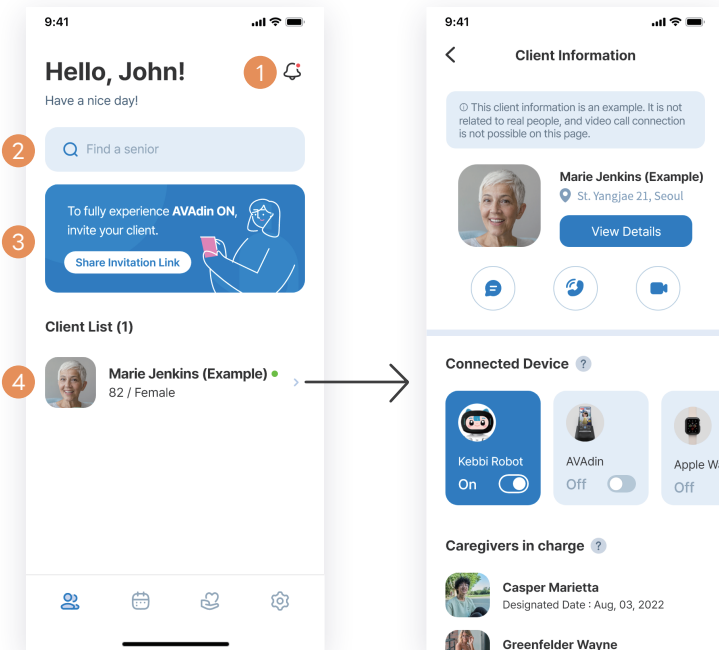 9:41
Hello, John!
1
Have a nice day!
2
Find a senior
3
To fully experience AVAdin ON,
invite your client.
Share Invitation Link
Client List (1)
4
Marie Jenkins (Example)
82 / Female
9:41
Client Information
This client information is an example. It is not
related to real people, and video call connection
is not possible on this page.
Marie Jenkins (Example)
St. Yangjae 21, Seoul
View Details
Connected Device ?
Kebbi Robot
On
AVAdin
Off
Apple Wa
Off
Caregivers in charge ?
Casper Marietta
Designated Date : Aug, 03, 2022
Greenfelder Wayne